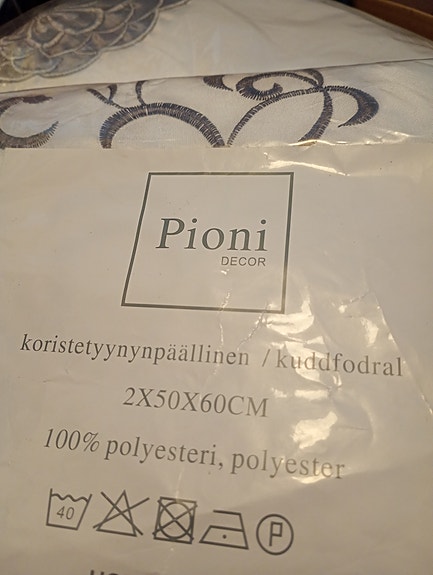 Pioni
DECOR
koristetyynynpäällinen / kuddfodral
2X50X60CM
100% polyesteri, polyester
40
P